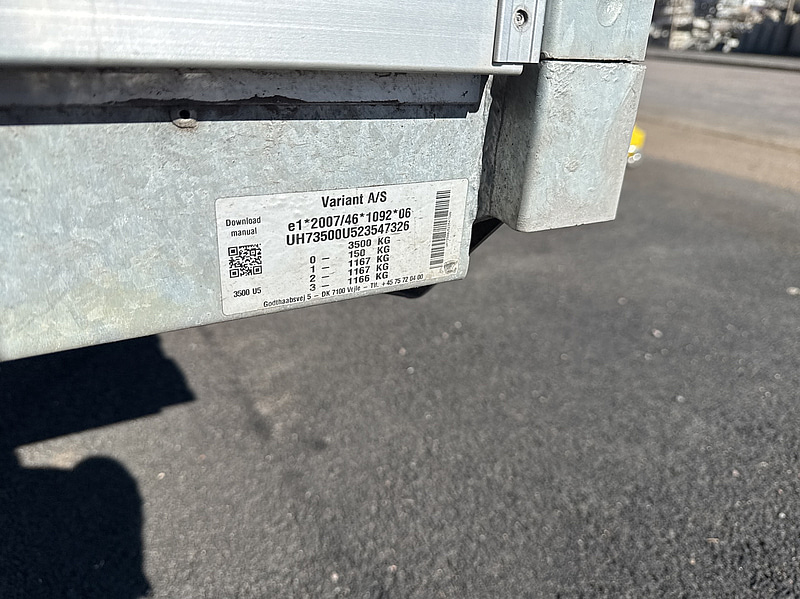 Variant A/S
Download
manual
e1*2007/46*1092*06
UH73500U523547326
3500 KG
0 – 150 KG
1 – 1167 KG
2 – 1167 KG
3 – 1166 KG
3500 U5
Godthaabsvej 5 – DK 7100 Vejle – Tlf. +45 75 72 04 00